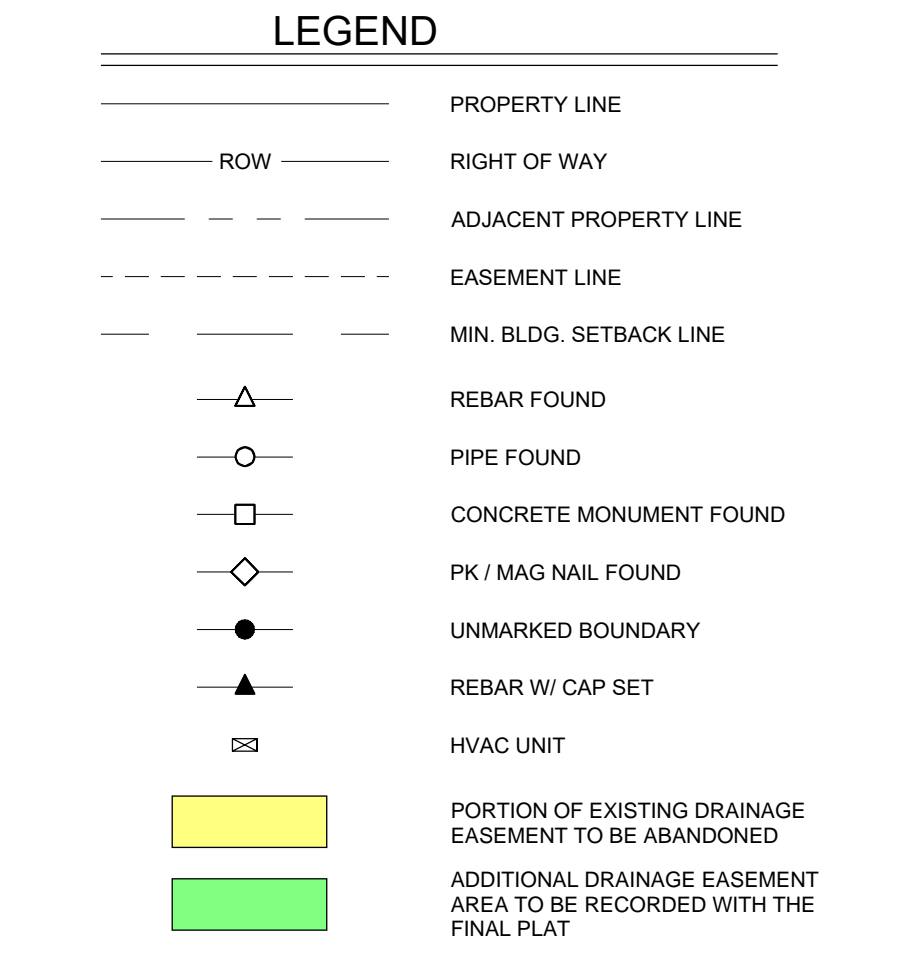 LEGEND
PROPERTY LINE
ROW RIGHT OF WAY
ADJACENT PROPERTY LINE
EASEMENT LINE
MIN. BLDG. SETBACK LINE
REBAR FOUND
PIPE FOUND
CONCRETE MONUMENT FOUND
PK / MAG NAIL FOUND
UNMARKED BOUNDARY
REBAR W/ CAP SET
HVAC UNIT
PORTION OF EXISTING DRAINAGE
EASEMENT TO BE ABANDONED
ADDITIONAL DRAINAGE EASEMENT
AREA TO BE RECORDED WITH THE
FINAL PLAT